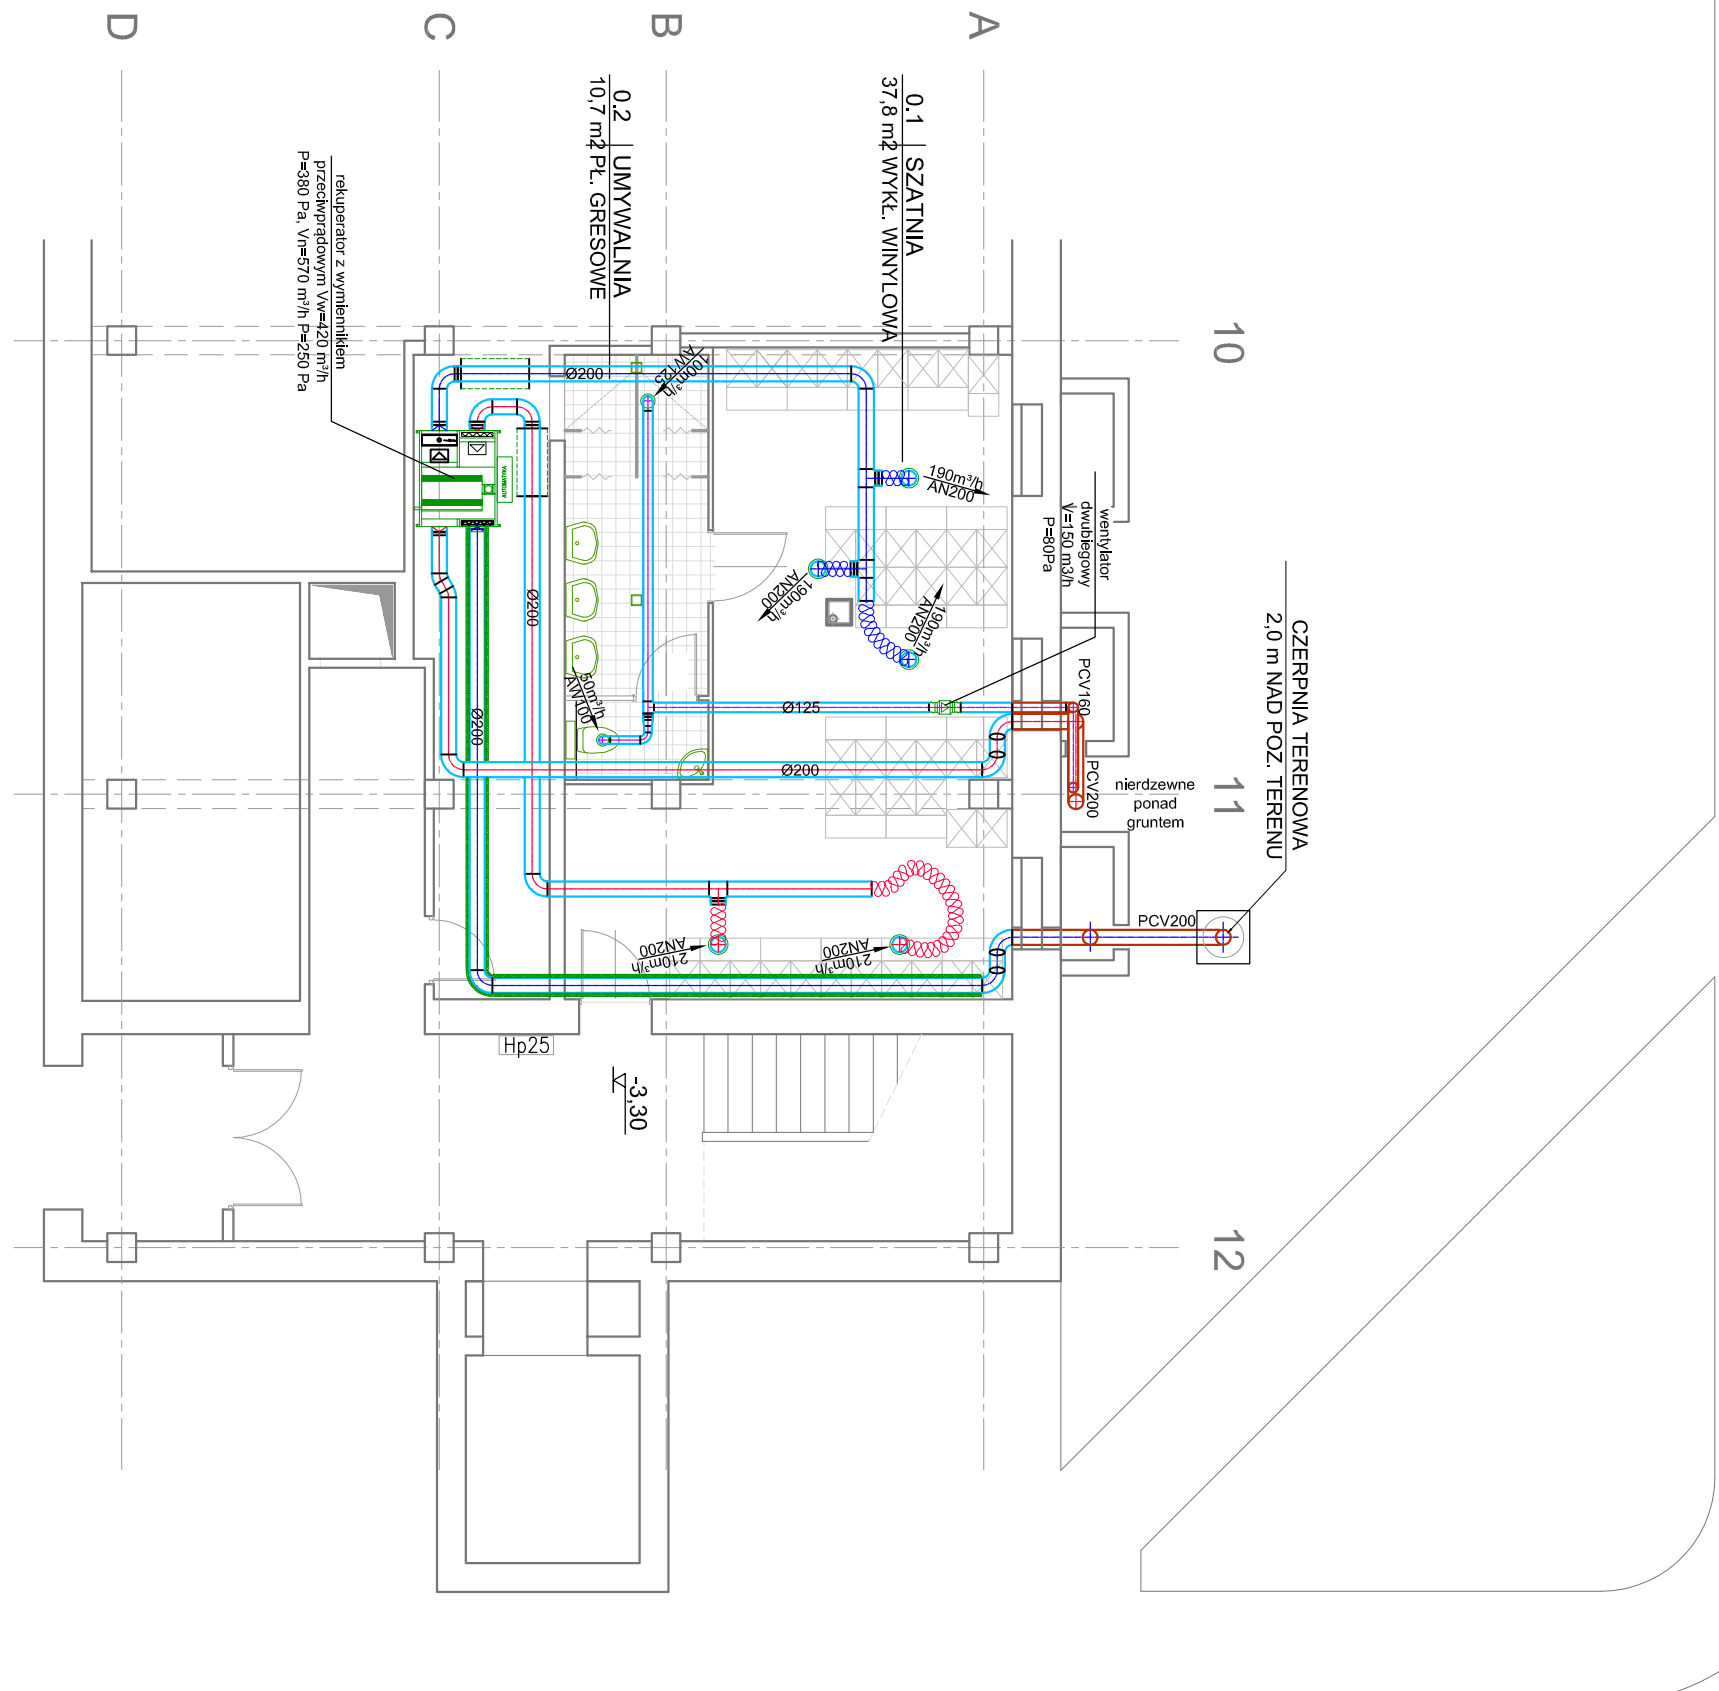 D
C
B
A
10
11
12
0.1 SZATNIA
37,8 m2 WYKŁ. WINYLOWA
0.2 UMYWALNIA
10,7 m2 PŁ. GRESOWE
rekuperator z wymiennikiem
przeciwprądowym Vw=420 m³/h
P=380 Pa, Vn=570 m³/h P=250 Pa
wentylator
dwubiegowy
V=150 m3/h
P=80Pa
CZERPNIA TERENOWA
2,0 m NAD POZ. TERENU
Ø200
100m³/h
AW125
190m³/h
AN200
190m³/h
AN200
190m³/h
AN200
AUTOMATYKA
Ø200
50m³/h
AW100
Ø200
Ø125
Ø200
PCV160
PCV200
nierdzewne
ponad
gruntem
PCV200
210m³/h
AN200
210m³/h
AN200
Hp25
-3,30